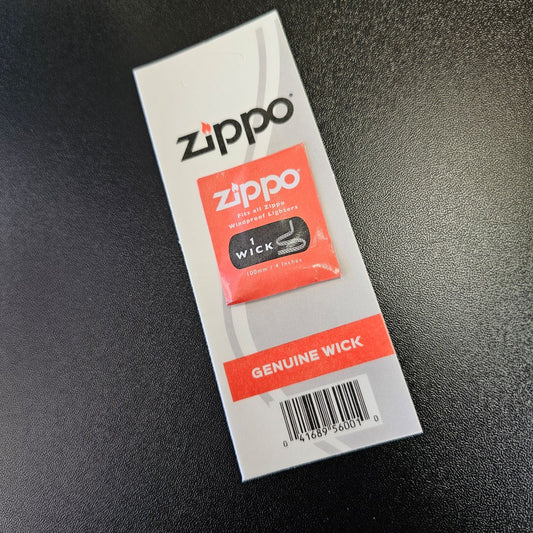 zippo®
zippo®
Fits all Zippo
Windproof Lighters
1
WICK
100mm / 4 inches
GENUINE WICK
0 41689 56001 0